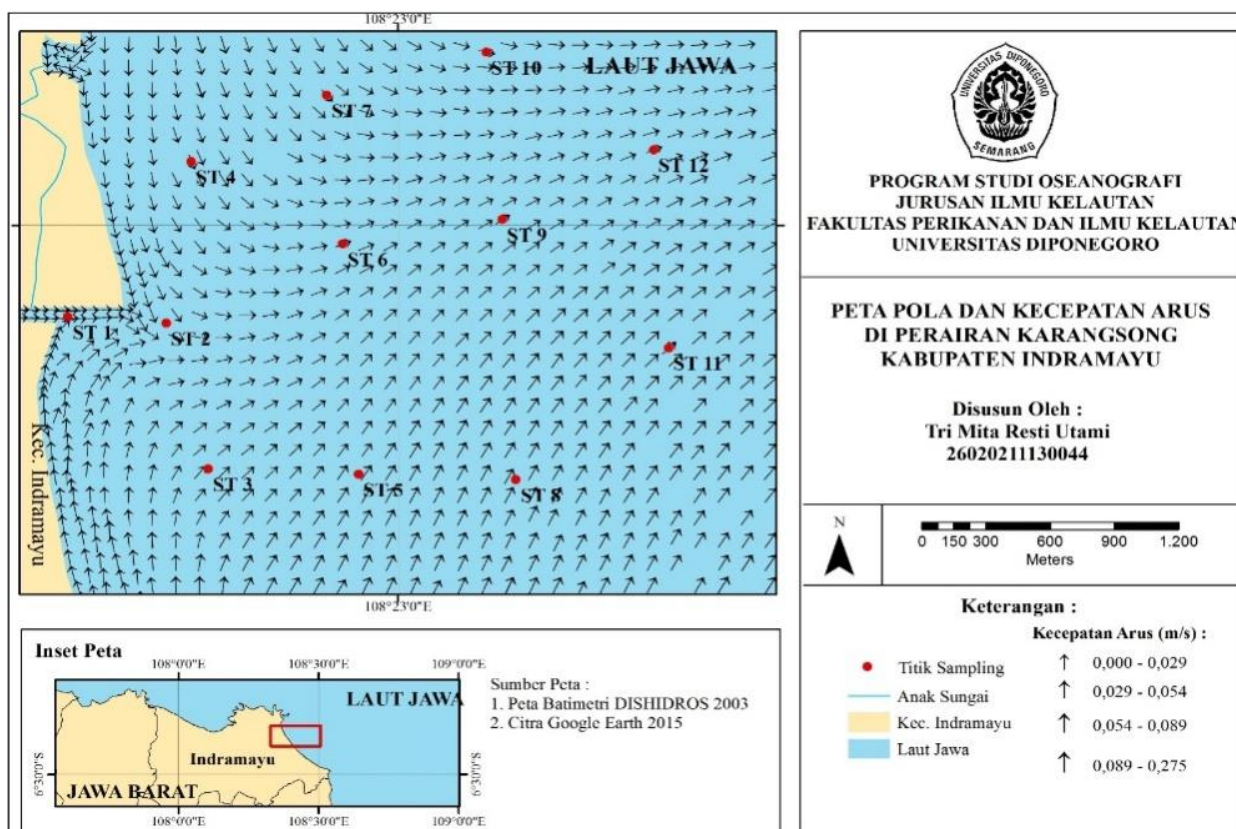 108°23'0"E
ST 10
LAUT JAWA
ST 7
ST 4
ST 12
ST 9
ST 6
ST 1
ST 2
ST 11
Kec. Indramayu
ST 3
ST 5
ST 8
108°23'0"E
UNIVERSITAS DIPONEGORO
SEMARANG
PROGRAM STUDI OSEANOGRAFI
JURUSAN ILMU KELAUTAN
FAKULTAS PERIKANAN DAN ILMU KELAUTAN
UNIVERSITAS DIPONEGORO
PETA POLA DAN KECEPATAN ARUS
DI PERAIRAN KARANGSONG
KABUPATEN INDRAMAYU
Disusun Oleh :
Tri Mita Resti Utami
26020211130044
N
0 150 300 600 900 1.200
Meters
Keterangan :
Kecepatan Arus (m/s) :
Titik Sampling
Anak Sungai
Kec. Indramayu
Laut Jawa
0,000 - 0,029
0,029 - 0,054
0,054 - 0,089
0,089 - 0,275
Inset Peta
108°0'0"E 108°30'0"E 109°0'0"E
LAUT JAWA
Indramayu
JAWA BARAT
6°30'0"S
6°30'0"S
108°0'0"E 108°30'0"E 109°0'0"E
Sumber Peta :
1. Peta Batimetri DISHIDROS 2003
2. Citra Google Earth 2015